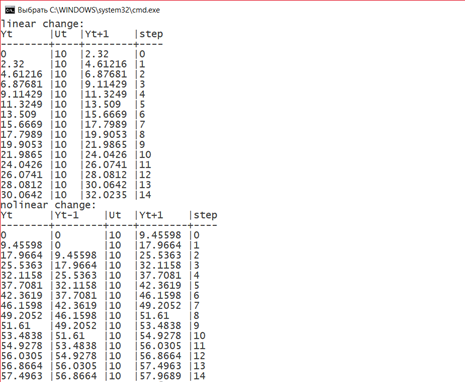 Выбрать C:\WINDOWS\system32\cmd.exe
linear change:
Yt      |Ut  |Yt+1    |step
--------+----+--------+----
0       |10  |2.32    |0
2.32    |10  |4.61216 |1
4.61216 |10  |6.87681 |2
6.87681 |10  |9.11429 |3
9.11429 |10  |11.3249 |4
11.3249 |10  |13.509  |5
13.509  |10  |15.6669 |6
15.6669 |10  |17.7989 |7
17.7989 |10  |19.9053 |8
19.9053 |10  |21.9865 |9
21.9865 |10  |24.0426 |10
24.0426 |10  |26.0741 |11
26.0741 |10  |28.0812 |12
28.0812 |10  |30.0642 |13
30.0642 |10  |32.0235 |14
nolinear change:
Yt      |Yt-1    |Ut  |Yt+1    |step
--------+--------+----+--------+----
0       |0       |10  |9.45598 |0
9.45598 |0       |10  |17.9664 |1
17.9664 |9.45598 |10  |25.5363 |2
25.5363 |17.9664 |10  |32.1158 |3
32.1158 |25.5363 |10  |37.7081 |4
37.7081 |32.1158 |10  |42.3619 |5
42.3619 |37.7081 |10  |46.1598 |6
46.1598 |42.3619 |10  |49.2052 |7
49.2052 |46.1598 |10  |51.61   |8
51.61   |49.2052 |10  |53.4838 |9
53.4838 |51.61   |10  |54.9278 |10
54.9278 |53.4838 |10  |56.0305 |11
56.0305 |54.9278 |10  |56.8664 |12
56.8664 |56.0305 |10  |57.4963 |13
57.4963 |56.8664 |10  |57.9689 |14